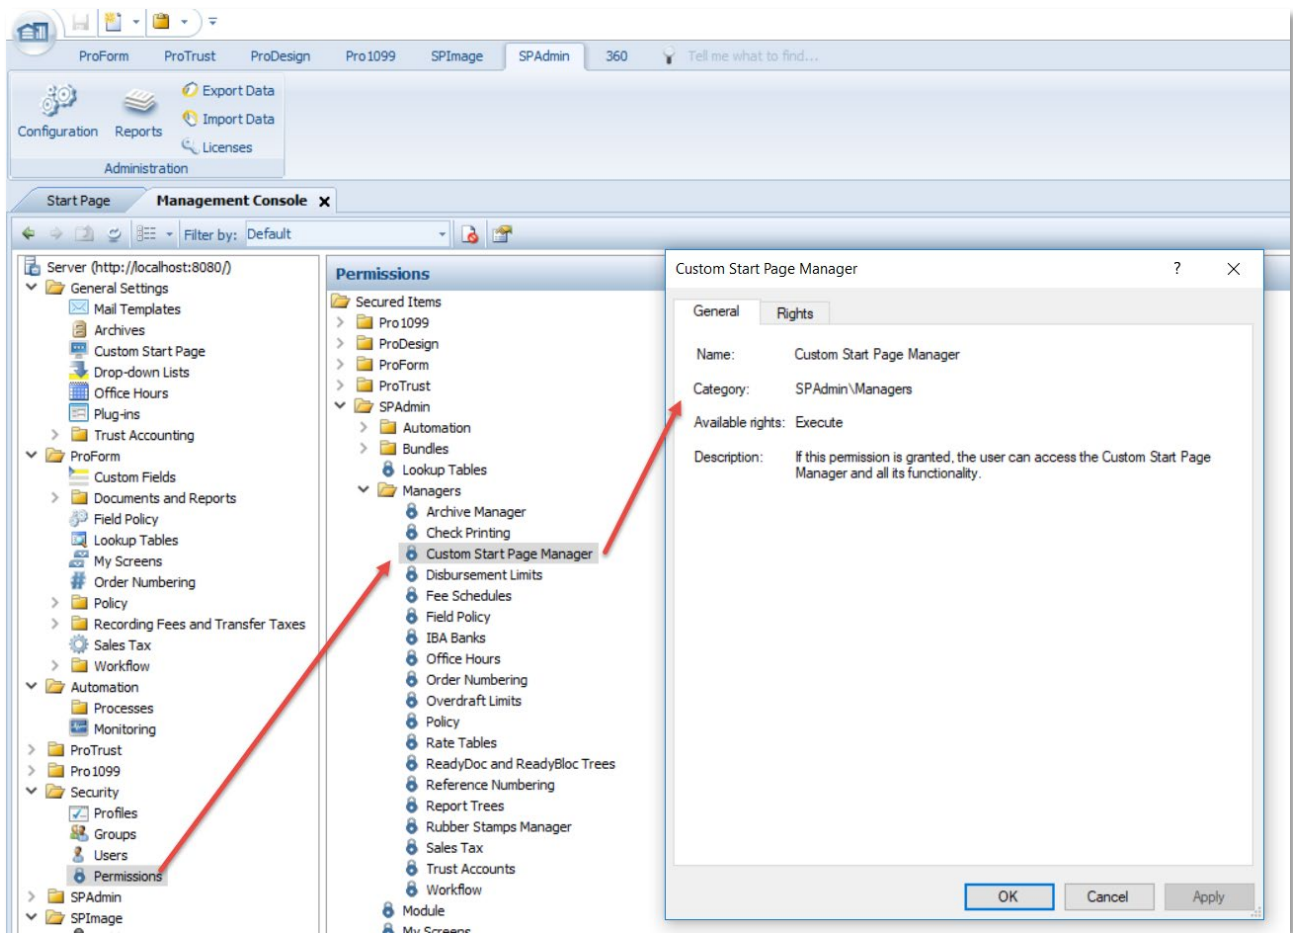 ProForm ProTrust ProDesign Pro1099 SPImage SPAdmin 360 Tell me what to find...
Export Data
Import Data
Configuration Reports
Licenses
Administration
Start Page Management Console
Filter by: Default
Server (http://localhost:8080/)
General Settings
Mail Templates
Archives
Custom Start Page
Drop-down Lists
Office Hours
Plug-ins
Trust Accounting
ProForm
Custom Fields
Documents and Reports
Field Policy
Lookup Tables
My Screens
Order Numbering
Policy
Recording Fees and Transfer Taxes
Sales Tax
Workflow
Automation
Processes
Monitoring
ProTrust
Pro1099
Security
Profiles
Groups
Users
Permissions
SPAdmin
SPImage
Permissions
Secured Items
Pro1099
ProDesign
ProForm
ProTrust
SPAdmin
Automation
Bundles
Lookup Tables
Managers
Archive Manager
Check Printing
Custom Start Page Manager
Disbursement Limits
Fee Schedules
Field Policy
IBA Banks
Office Hours
Order Numbering
Overdraft Limits
Policy
Rate Tables
ReadyDoc and ReadyBloc Trees
Reference Numbering
Report Trees
Rubber Stamps Manager
Sales Tax
Trust Accounts
Workflow
Module
My Screens
Custom Start Page Manager ?
General Rights
Name: Custom Start Page Manager
Category: SPAdmin\Managers
Available rights: Execute
Description: If this permission is granted, the user can access the Custom Start Page
Manager and all its functionality.
OK Cancel Apply